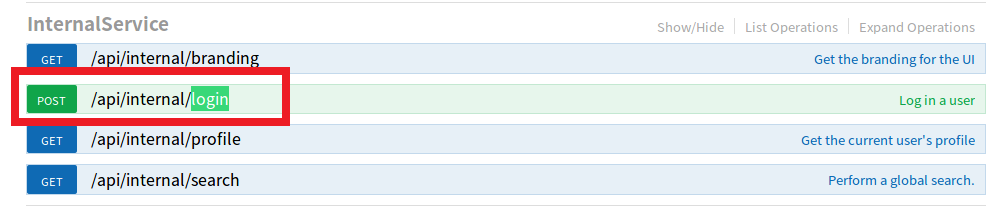 InternalService
Show/Hide List Operations Expand Operations
GET /api/internal/branding Get the branding for the UI
POST /api/internal/login Log in a user
GET /api/internal/profile Get the current user's profile
GET /api/internal/search Perform a global search.